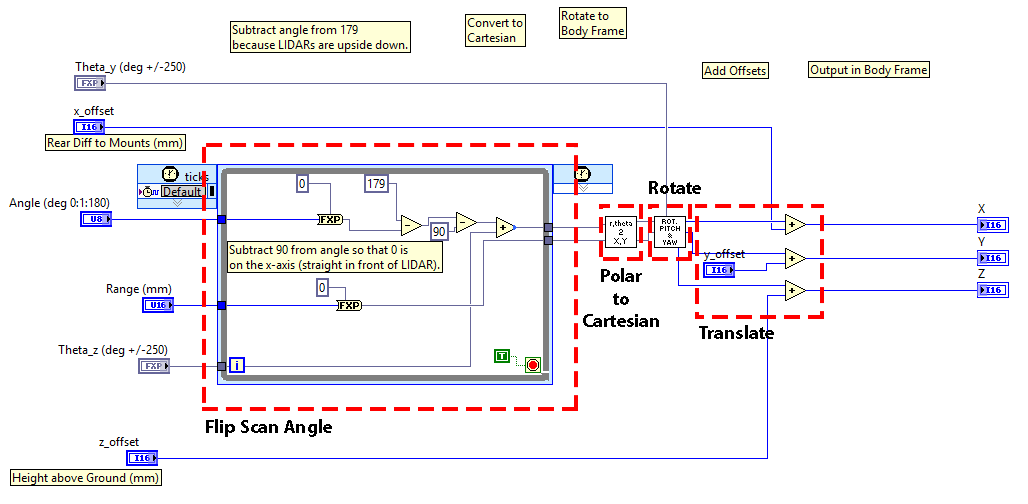 Subtract angle from 179
because LIDARs are upside down.
Convert to
Cartesian
Rotate to
Body Frame
Theta_y (deg +/-250)
FXP
Add Offsets
Output in Body Frame
x_offset
I16
Rear Diff to Mounts (mm)
ticks
Default
0
179
Rotate
Angle (deg 0:1:180)
U8
FXP
-
90
-
+
r,theta
2
X,Y
ROT.
PITCH
&
YAW
+
X
I16
Subtract 90 from angle so that 0 is
on the x-axis (straight in front of LIDAR).
y_offset
I16
+
Y
I16
0
FXP
Range (mm)
U16
Polar
to
Cartesian
+
Z
I16
Translate
Theta_z (deg +/-250)
FXP
i
T
Flip Scan Angle
z_offset
I16
Height above Ground (mm)